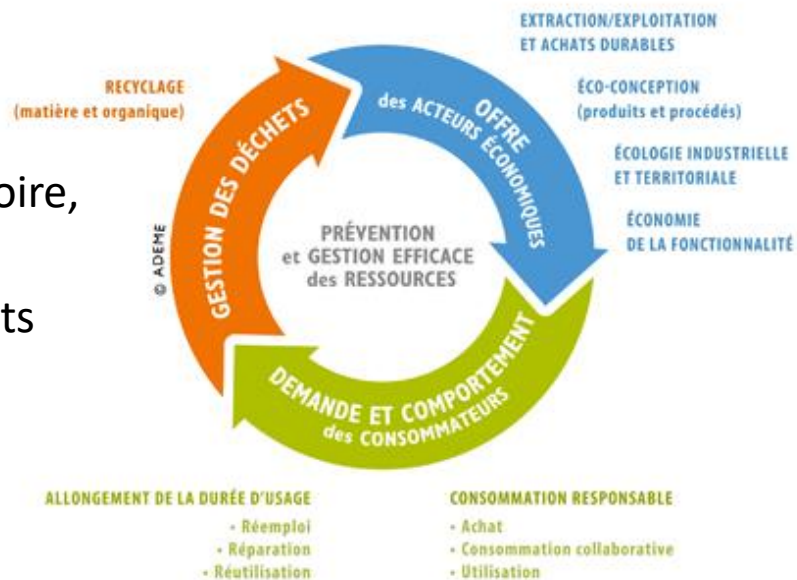 EXTRACTION/EXPLOITATION
ET ACHATS DURABLES
RECYCLAGE
(matière et organique)
ÉCO-CONCEPTION
(produits et procédés)
ÉCOLOGIE INDUSTRIELLE
ET TERRITORIALE
ÉCONOMIE
DE LA FONCTIONNALITÉ
OFFRE
des ACTEURS ÉCONOMIQUES
GESTION DES DÉCHETS
oire,
ts
© ADEME
PRÉVENTION
et GESTION EFFICACE
des RESSOURCES
DEMANDE ET COMPORTEMENT
des CONSOMMATEURS
ALLONGEMENT DE LA DURÉE D'USAGE
• Réemploi
• Réparation
• Réutilisation
CONSOMMATION RESPONSABLE
• Achat
• Consommation collaborative
• Utilisation